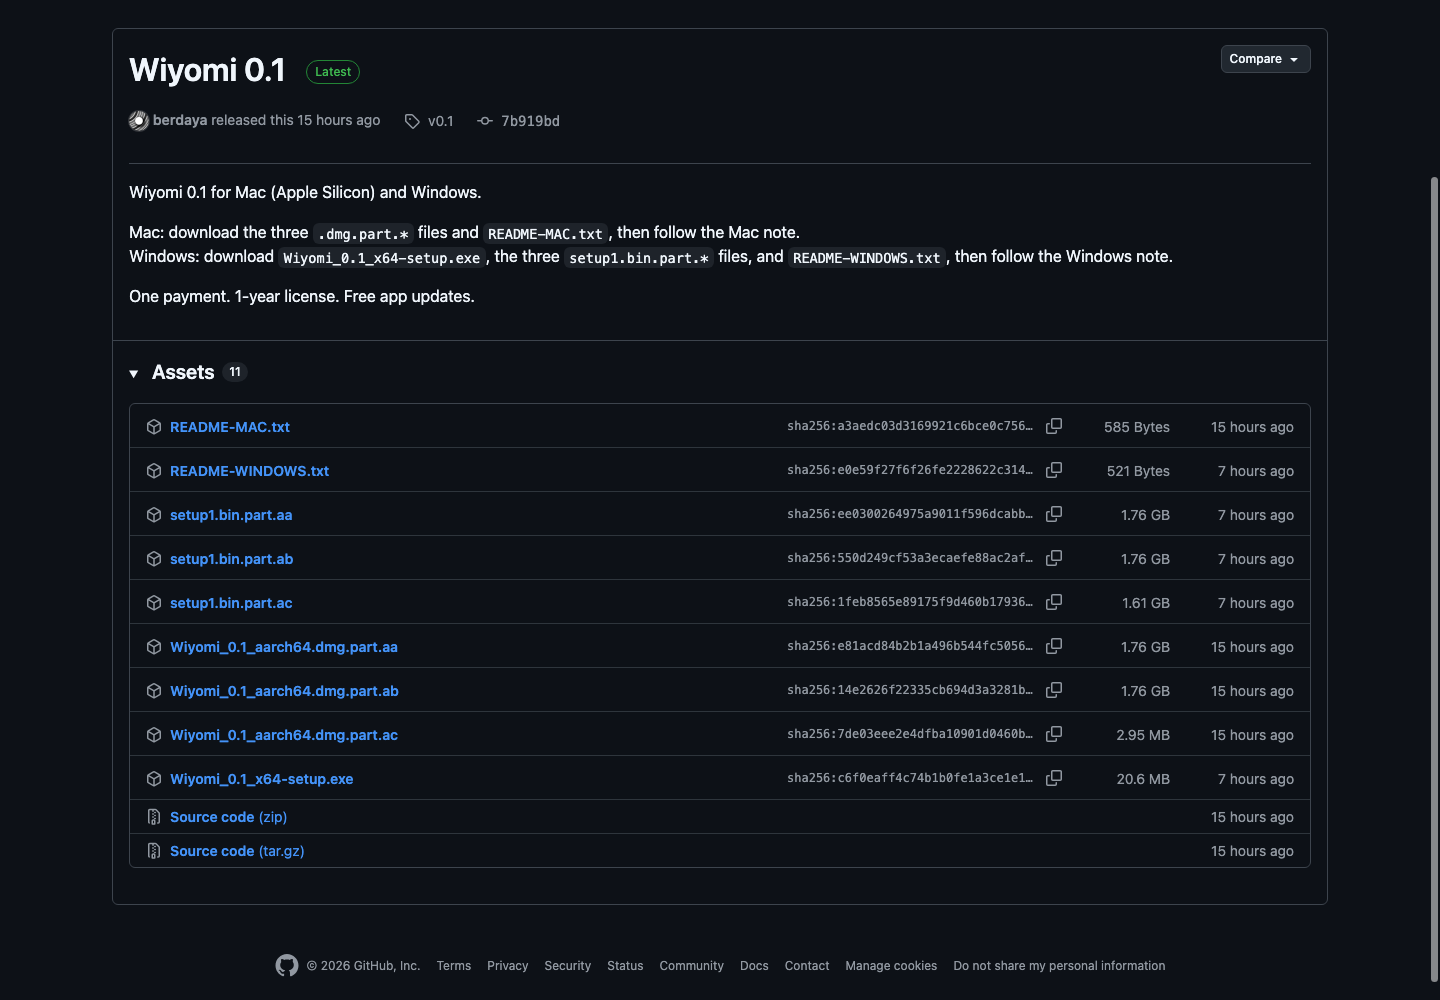 Wiyomi 0.1 Latest Compare
berdaya released this 15 hours ago v0.1 7b919bd
Wiyomi 0.1 for Mac (Apple Silicon) and Windows.
Mac: download the three .dmg.part.* files and README-MAC.txt, then follow the Mac note.
Windows: download Wiyomi_0.1_x64-setup.exe, the three setup1.bin.part.* files, and README-WINDOWS.txt, then follow the Windows note.
One payment. 1-year license. Free app updates.
Assets 11
README-MAC.txt sha256:a3aedc03d3169921c6bce0c756… 585 Bytes 15 hours ago
README-WINDOWS.txt sha256:e0e59f27f6f26fe2228622c314… 521 Bytes 7 hours ago
setup1.bin.part.aa sha256:ee0300264975a9011f596dcabb… 1.76 GB 7 hours ago
setup1.bin.part.ab sha256:550d249cf53a3ecaefe88ac2af… 1.76 GB 7 hours ago
setup1.bin.part.ac sha256:1feb8565e89175f9d460b17936… 1.61 GB 7 hours ago
Wiyomi_0.1_aarch64.dmg.part.aa sha256:e81acd84b2b1a496b544fc5056… 1.76 GB 15 hours ago
Wiyomi_0.1_aarch64.dmg.part.ab sha256:14e2626f22335cb694d3a3281b… 1.76 GB 15 hours ago
Wiyomi_0.1_aarch64.dmg.part.ac sha256:7de03eee2e4dfba10901d0460b… 2.95 MB 15 hours ago
Wiyomi_0.1_x64-setup.exe sha256:c6f0eaff4c74b1b0fe1a3ce1e1… 20.6 MB 7 hours ago
Source code (zip) 15 hours ago
Source code (tar.gz) 15 hours ago
© 2026 GitHub, Inc. Terms Privacy Security Status Community Docs Contact Manage cookies Do not share my personal information